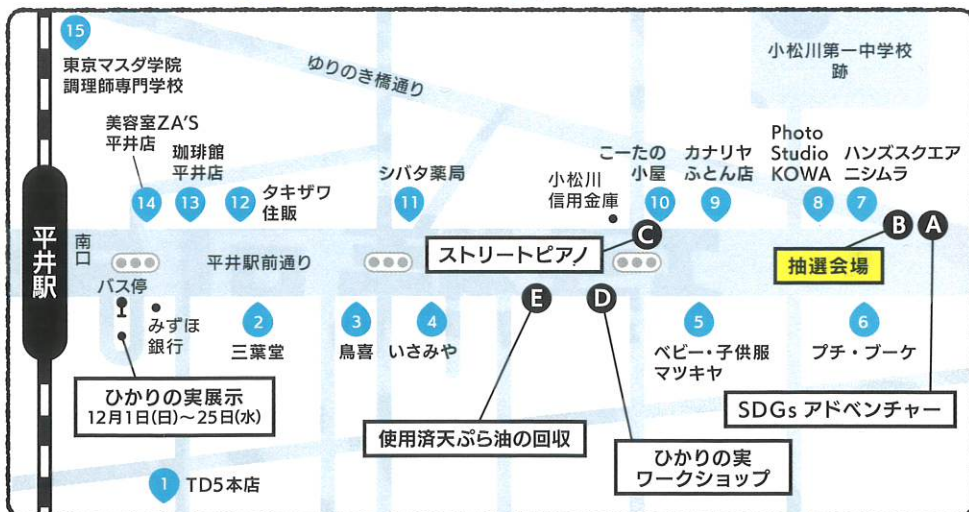 15
東京マスダ学院
調理師専門学校
ゆりのき橋通り
小松川第一中学校
跡
美容室ZA'S
平井店
14
珈琲館
平井店
13
12
タキザワ
住販
シバタ薬局
11
小松川
信用金庫
こーたの
小屋
10
カナリヤ
ふとん店
9
Photo
Studio
KOWA
8
ハンズスクエア
ニシムラ
7
B
A
C
ストリートピアノ
抽選会場
平井駅
南口
平井駅前通り
バス停
みずほ
銀行
2
三葉堂
3
鳥喜
4
いさみや
E
D
5
ベビー・子供服
マツキヤ
6
プチ・ブーケ
ひかりの実展示
12月1日(日)〜25日(水)
使用済天ぷら油の回収
ひかりの実
ワークショップ
SDGs アドベンチャー
1
TD5本店